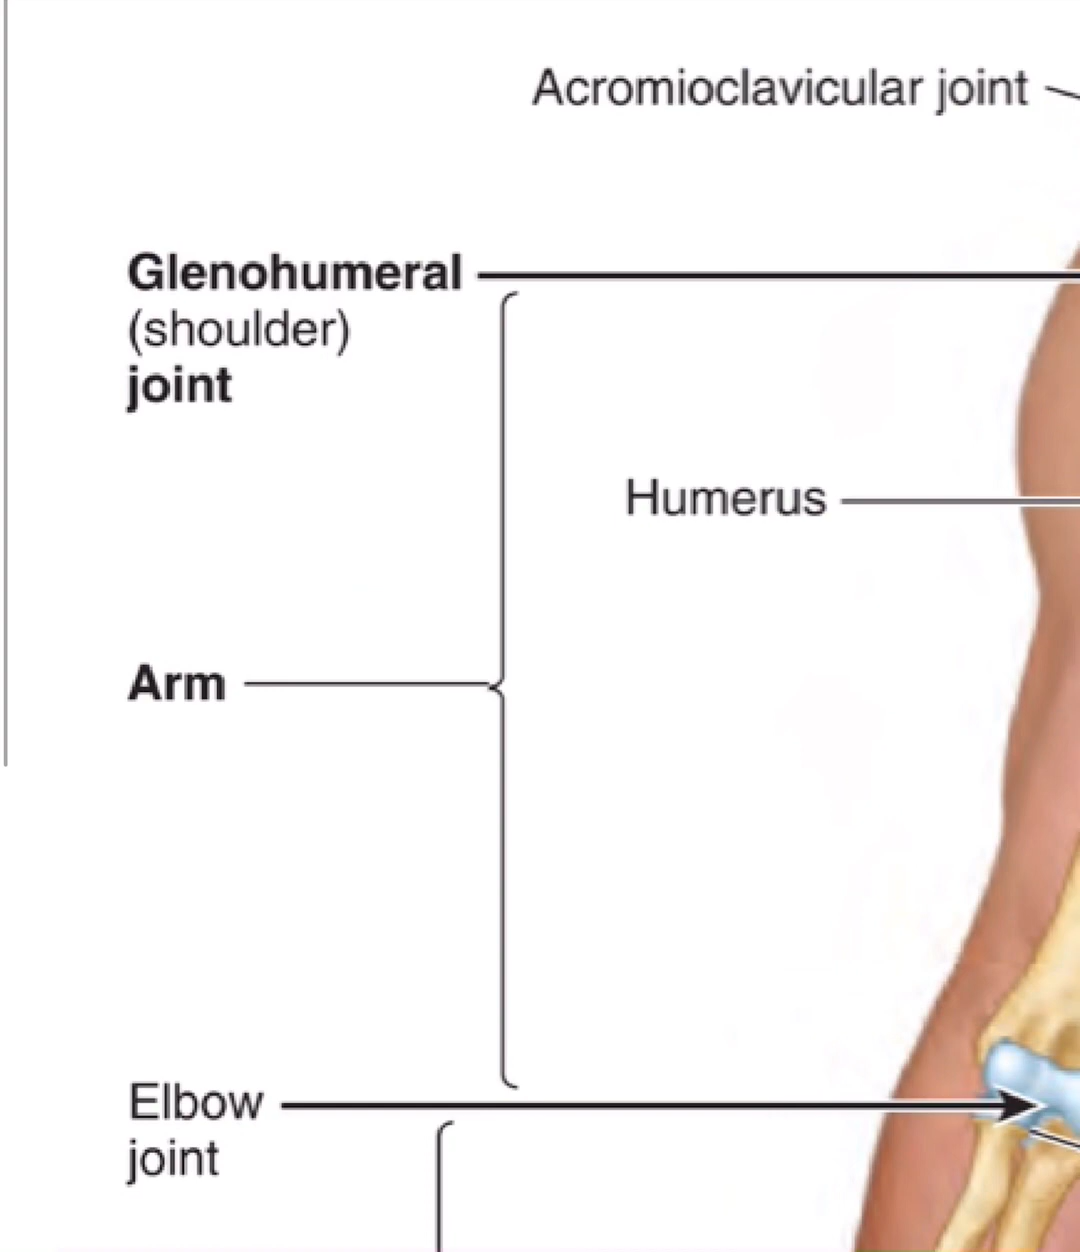 Acromioclavicular joint
Glenohumeral
(shoulder)
joint
Humerus
Arm
Elbow
joint